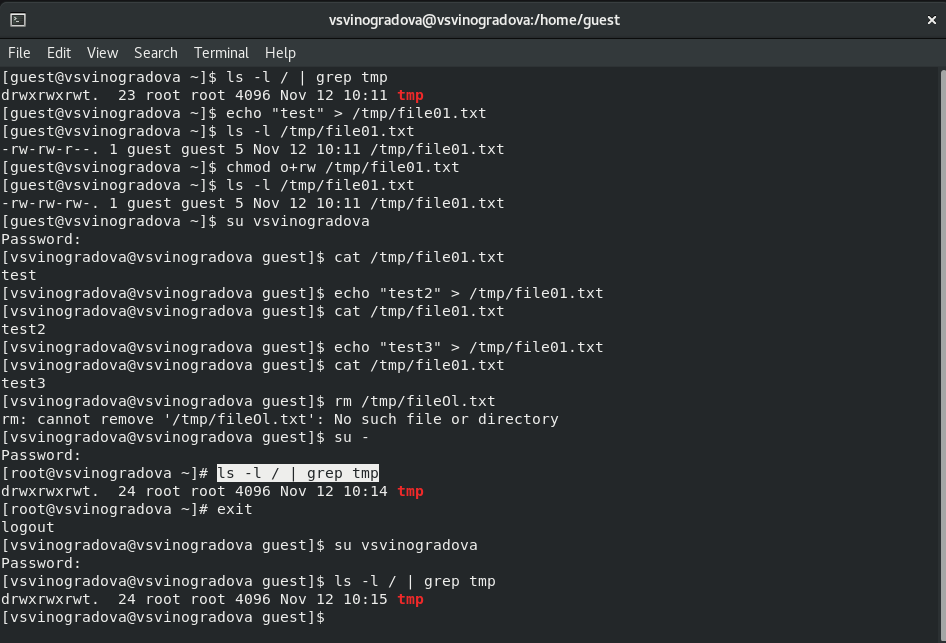 vsvinogradova@vsvinogradova:/home/guest
File Edit View Search Terminal Help
[guest@vsvinogradova ~]$ ls -l / | grep tmp
drwxrwxrwt.  23 root root 4096 Nov 12 10:11 tmp
[guest@vsvinogradova ~]$ echo "test" > /tmp/file01.txt
[guest@vsvinogradova ~]$ ls -l /tmp/file01.txt
-rw-rw-r--. 1 guest guest 5 Nov 12 10:11 /tmp/file01.txt
[guest@vsvinogradova ~]$ chmod o+rw /tmp/file01.txt
[guest@vsvinogradova ~]$ ls -l /tmp/file01.txt
-rw-rw-rw-. 1 guest guest 5 Nov 12 10:11 /tmp/file01.txt
[guest@vsvinogradova ~]$ su vsvinogradova
Password:
[vsvinogradova@vsvinogradova guest]$ cat /tmp/file01.txt
test
[vsvinogradova@vsvinogradova guest]$ echo "test2" > /tmp/file01.txt
[vsvinogradova@vsvinogradova guest]$ cat /tmp/file01.txt
test2
[vsvinogradova@vsvinogradova guest]$ echo "test3" > /tmp/file01.txt
[vsvinogradova@vsvinogradova guest]$ cat /tmp/file01.txt
test3
[vsvinogradova@vsvinogradova guest]$ rm /tmp/fileOl.txt
rm: cannot remove '/tmp/fileOl.txt': No such file or directory
[vsvinogradova@vsvinogradova guest]$ su -
Password:
[root@vsvinogradova ~]# ls -l / | grep tmp
drwxrwxrwt.  24 root root 4096 Nov 12 10:14 tmp
[root@vsvinogradova ~]# exit
logout
[vsvinogradova@vsvinogradova guest]$ su vsvinogradova
Password:
[vsvinogradova@vsvinogradova guest]$ ls -l / | grep tmp
drwxrwxrwt.  24 root root 4096 Nov 12 10:15 tmp
[vsvinogradova@vsvinogradova guest]$